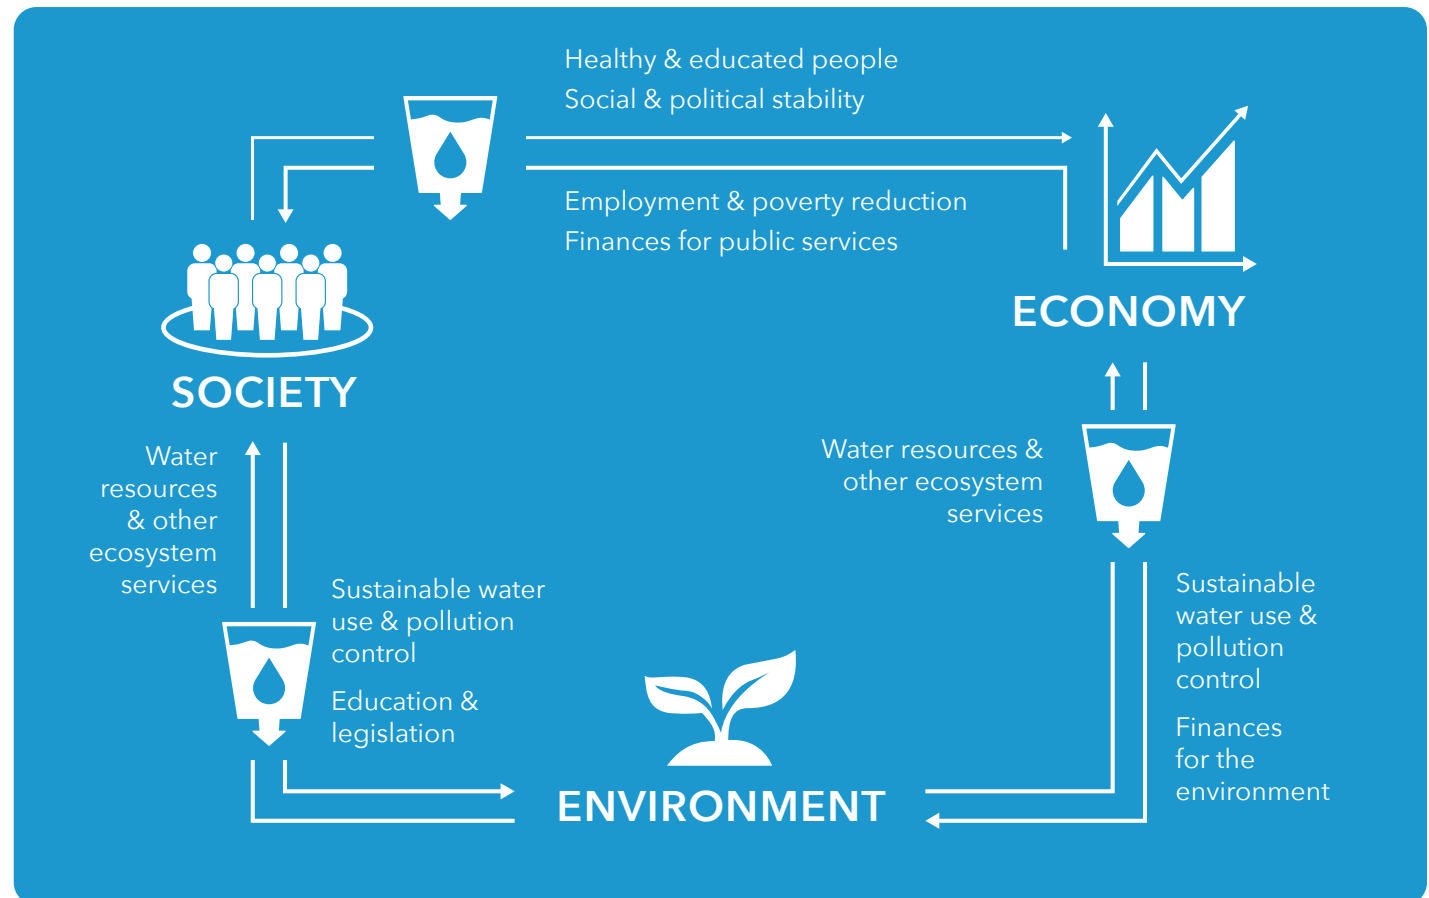 Healthy & educated people
Social & political stability
Employment & poverty reduction
Finances for public services
ECONOMY
SOCIETY
Water
resources
& other
ecosystem
services
Water resources &
other ecosystem
services
Sustainable water
use & pollution
control
Education &
legislation
Sustainable
water use &
pollution
control
Finances
for the
environment
ENVIRONMENT